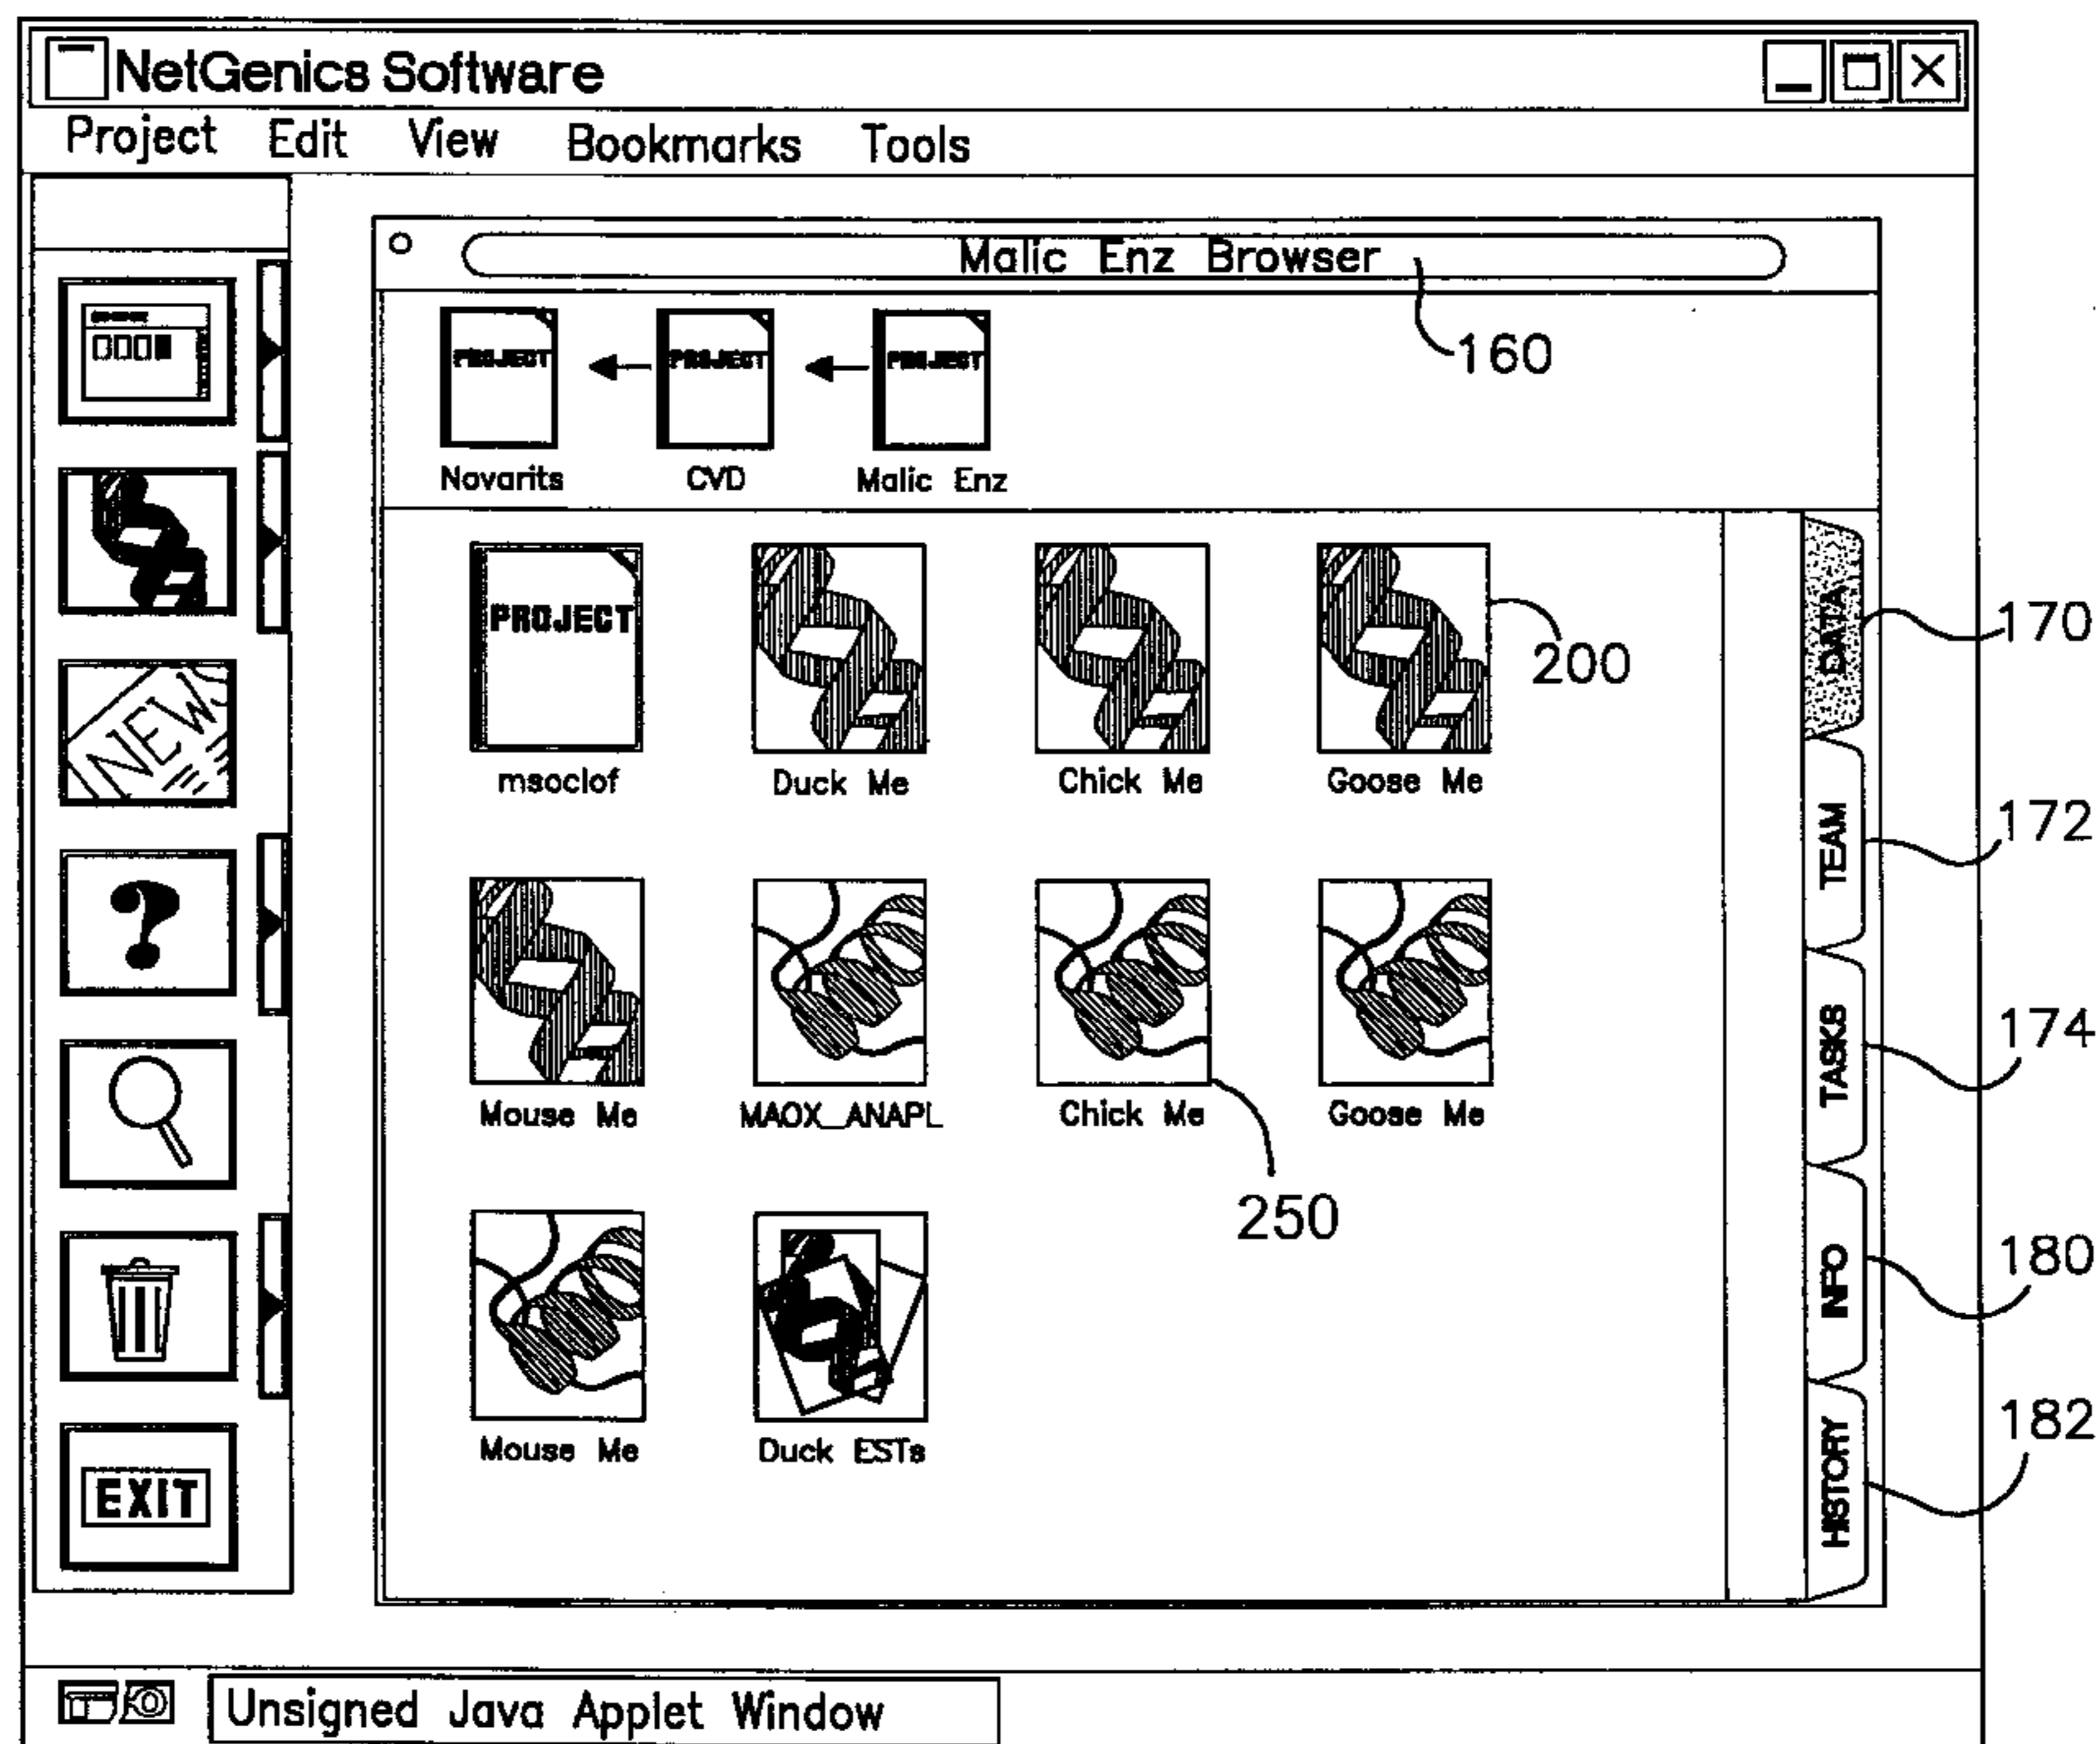 NetGenics Software
Project Edit View Bookmarks Tools
Malic Enz Browser
160
PROJECT PROJECT PROJECT
Novarits CVD Malic Enz
PROJECT
200
msoclof Duck Me Chick Me Goose Me
Mouse Me MAOX_ANAPL Chick Me Goose Me
250
Mouse Me Duck ESTs
DATA
170
TEAM
172
TASKS
174
INFO
180
HISTORY
182
NEWS
?
EXIT
Unsigned Java Applet Window